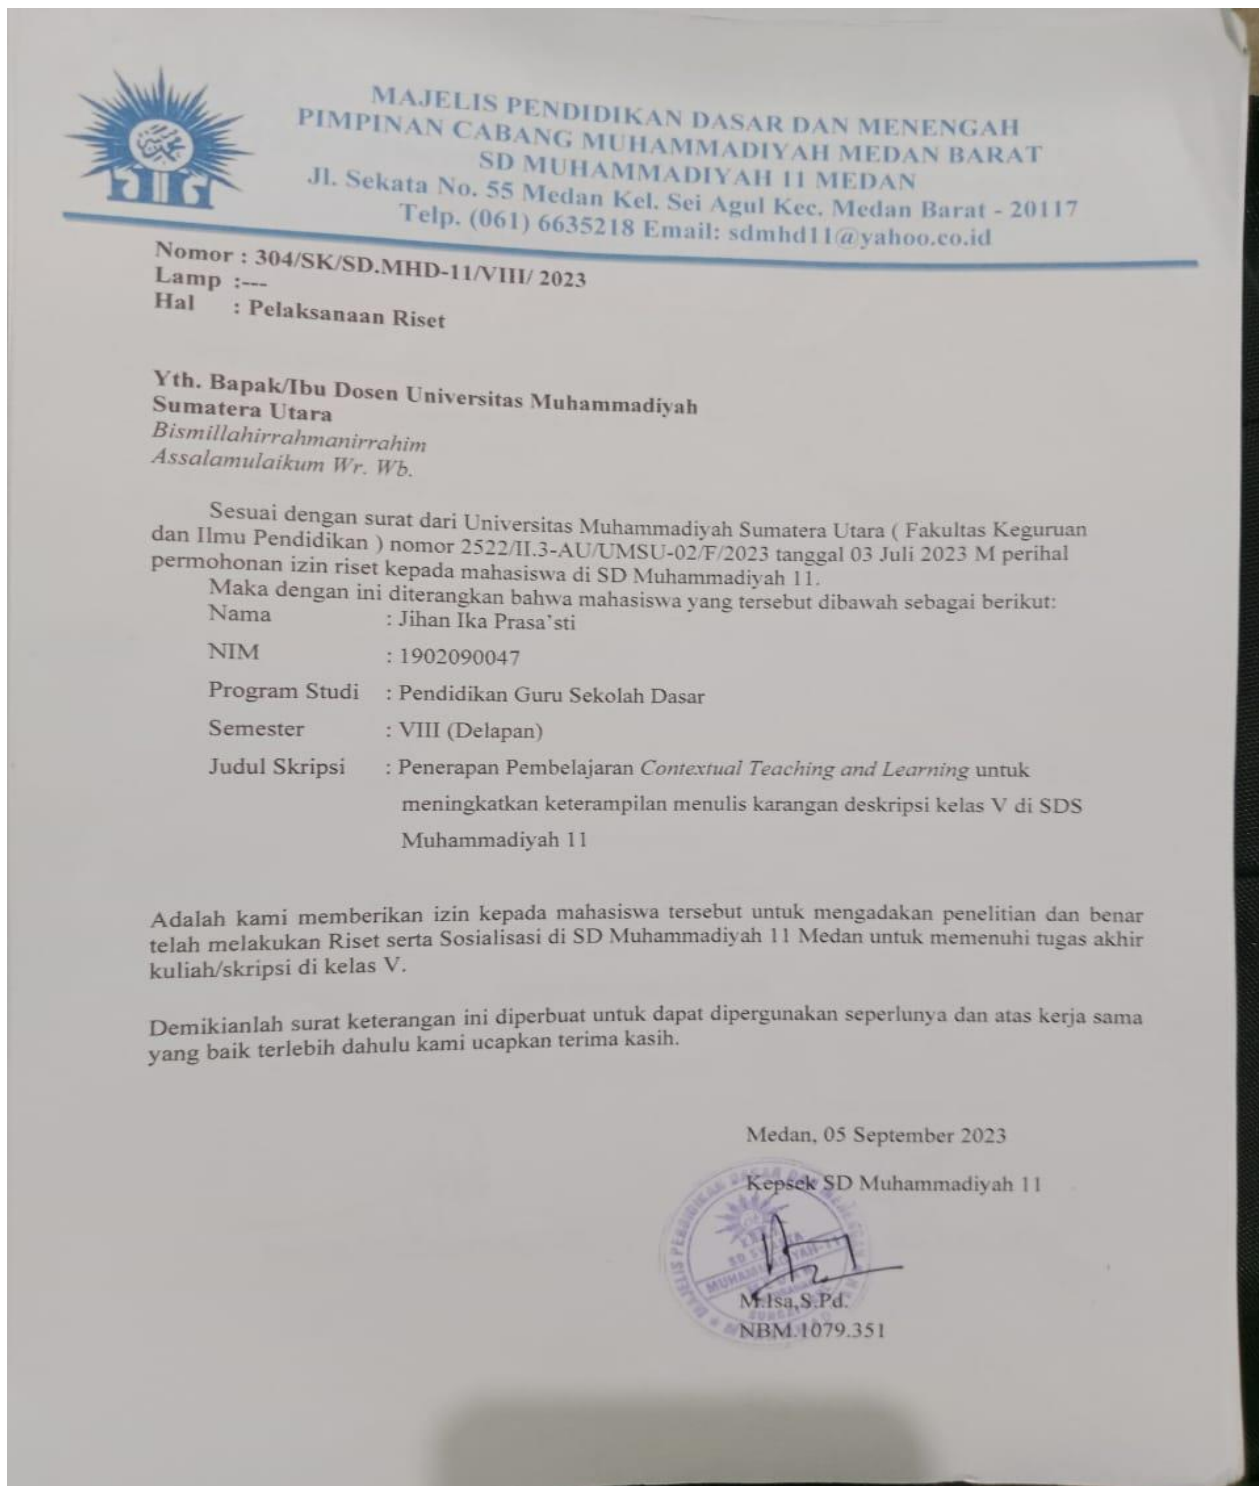 MAJELIS PENDIDIKAN DASAR DAN MENENGAH
PIMPINAN CABANG MUHAMMADIYAH MEDAN BARAT
SD MUHAMMADIYAH 11 MEDAN
Jl. Sekata No. 55 Medan Kel. Sei Agul Kec. Medan Barat - 20117
Telp. (061) 6635218 Email: sdmhd11@yahoo.co.id
Nomor : 304/SK/SD.MHD-11/VIII/ 2023
Lamp :---
Hal : Pelaksanaan Riset
Yth. Bapak/Ibu Dosen Universitas Muhammadiyah
Sumatera Utara
Bismillahirrahmanirrahim
Assalamulaikum Wr. Wb.
Sesuai dengan surat dari Universitas Muhammadiyah Sumatera Utara ( Fakultas Keguruan
dan Ilmu Pendidikan ) nomor 2522/II.3-AU/UMSU-02/F/2023 tanggal 03 Juli 2023 M perihal
permohonan izin riset kepada mahasiswa di SD Muhammadiyah 11.
Maka dengan ini diterangkan bahwa mahasiswa yang tersebut dibawah sebagai berikut:
Nama : Jihan Ika Prasa'sti
NIM : 1902090047
Program Studi : Pendidikan Guru Sekolah Dasar
Semester : VIII (Delapan)
Judul Skripsi : Penerapan Pembelajaran Contextual Teaching and Learning untuk
meningkatkan keterampilan menulis karangan deskripsi kelas V di SDS
Muhammadiyah 11
Adalah kami memberikan izin kepada mahasiswa tersebut untuk mengadakan penelitian dan benar
telah melakukan Riset serta Sosialisasi di SD Muhammadiyah 11 Medan untuk memenuhi tugas akhir
kuliah/skripsi di kelas V.
Demikianlah surat keterangan ini diperbuat untuk dapat dipergunakan seperlunya dan atas kerja sama
yang baik terlebih dahulu kami ucapkan terima kasih.
Medan, 05 September 2023
Kepsek SD Muhammadiyah 11
M.Isa,S.Pd.
NBM.1079.351